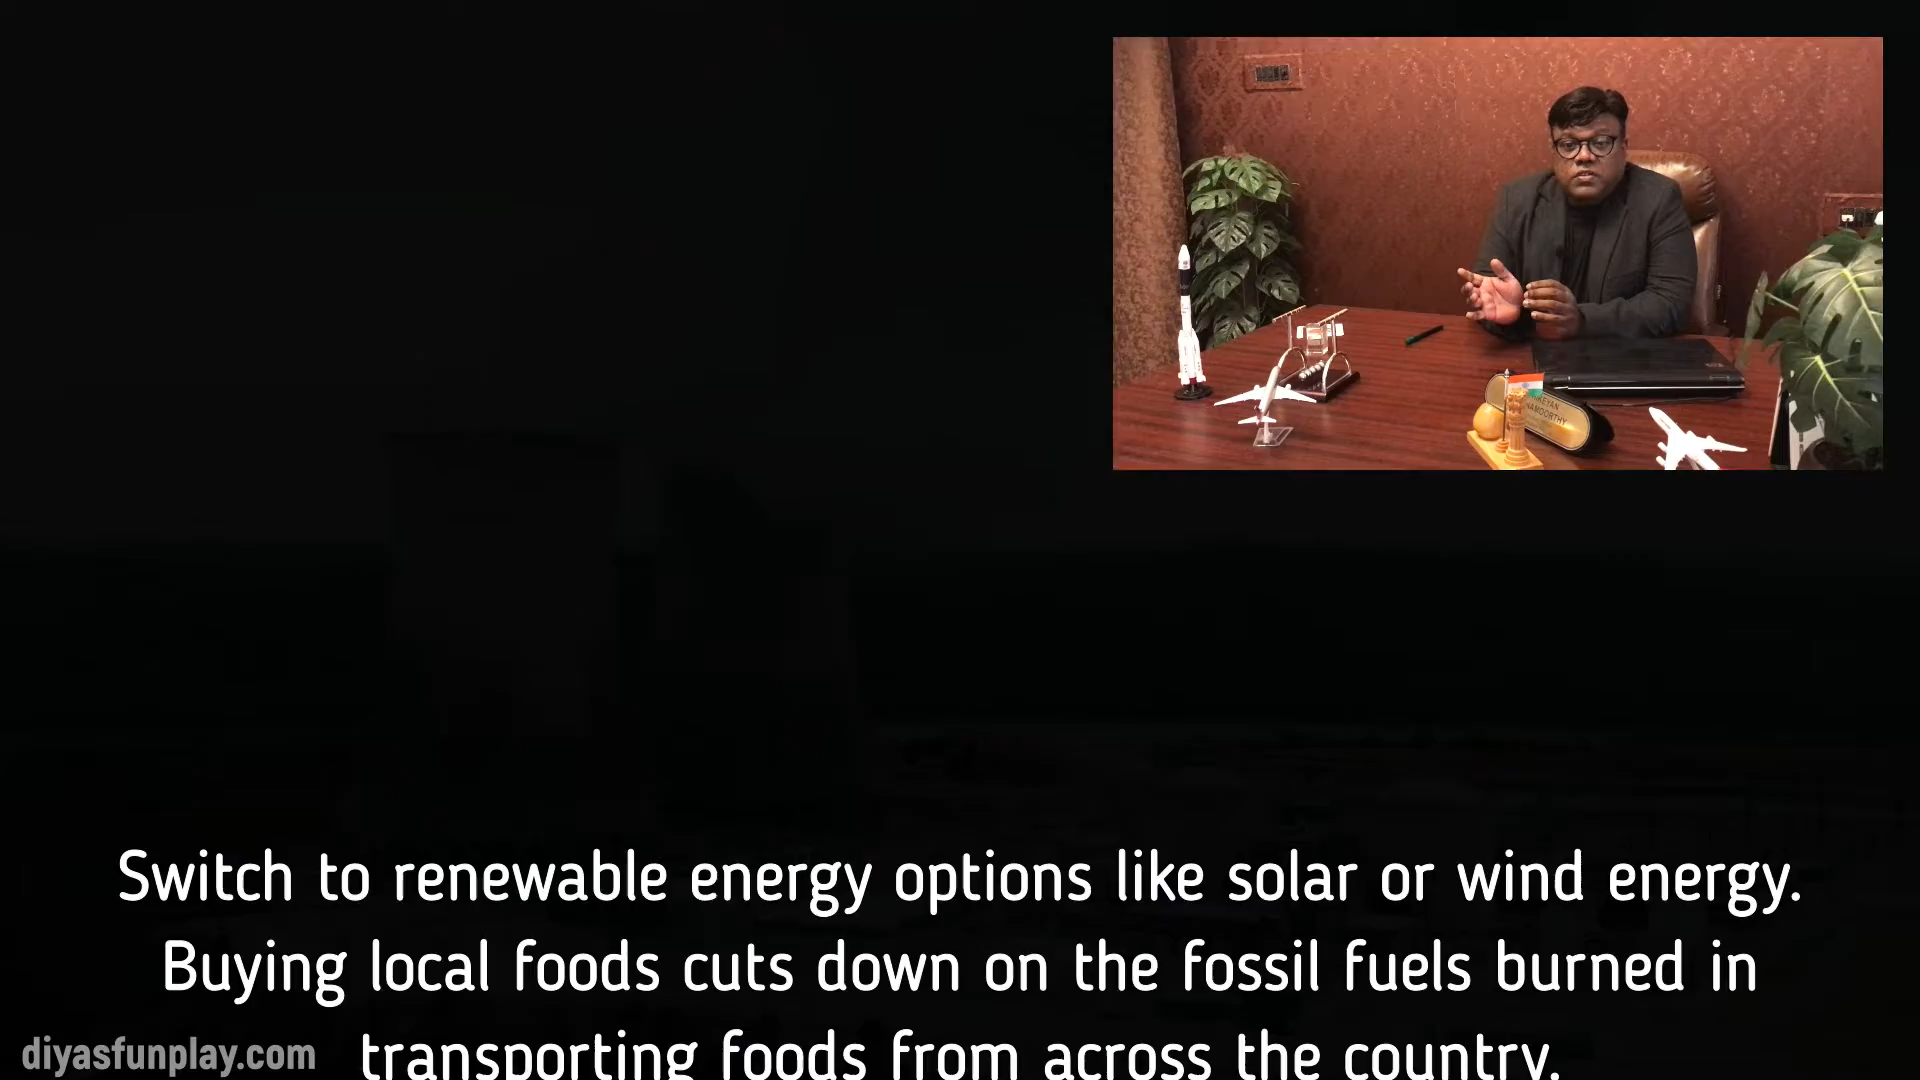 Switch to renewable energy options like solar or wind energy.
Buying local foods cuts down on the fossil fuels burned in
transporting foods from across the country.
diyasfunplay.com